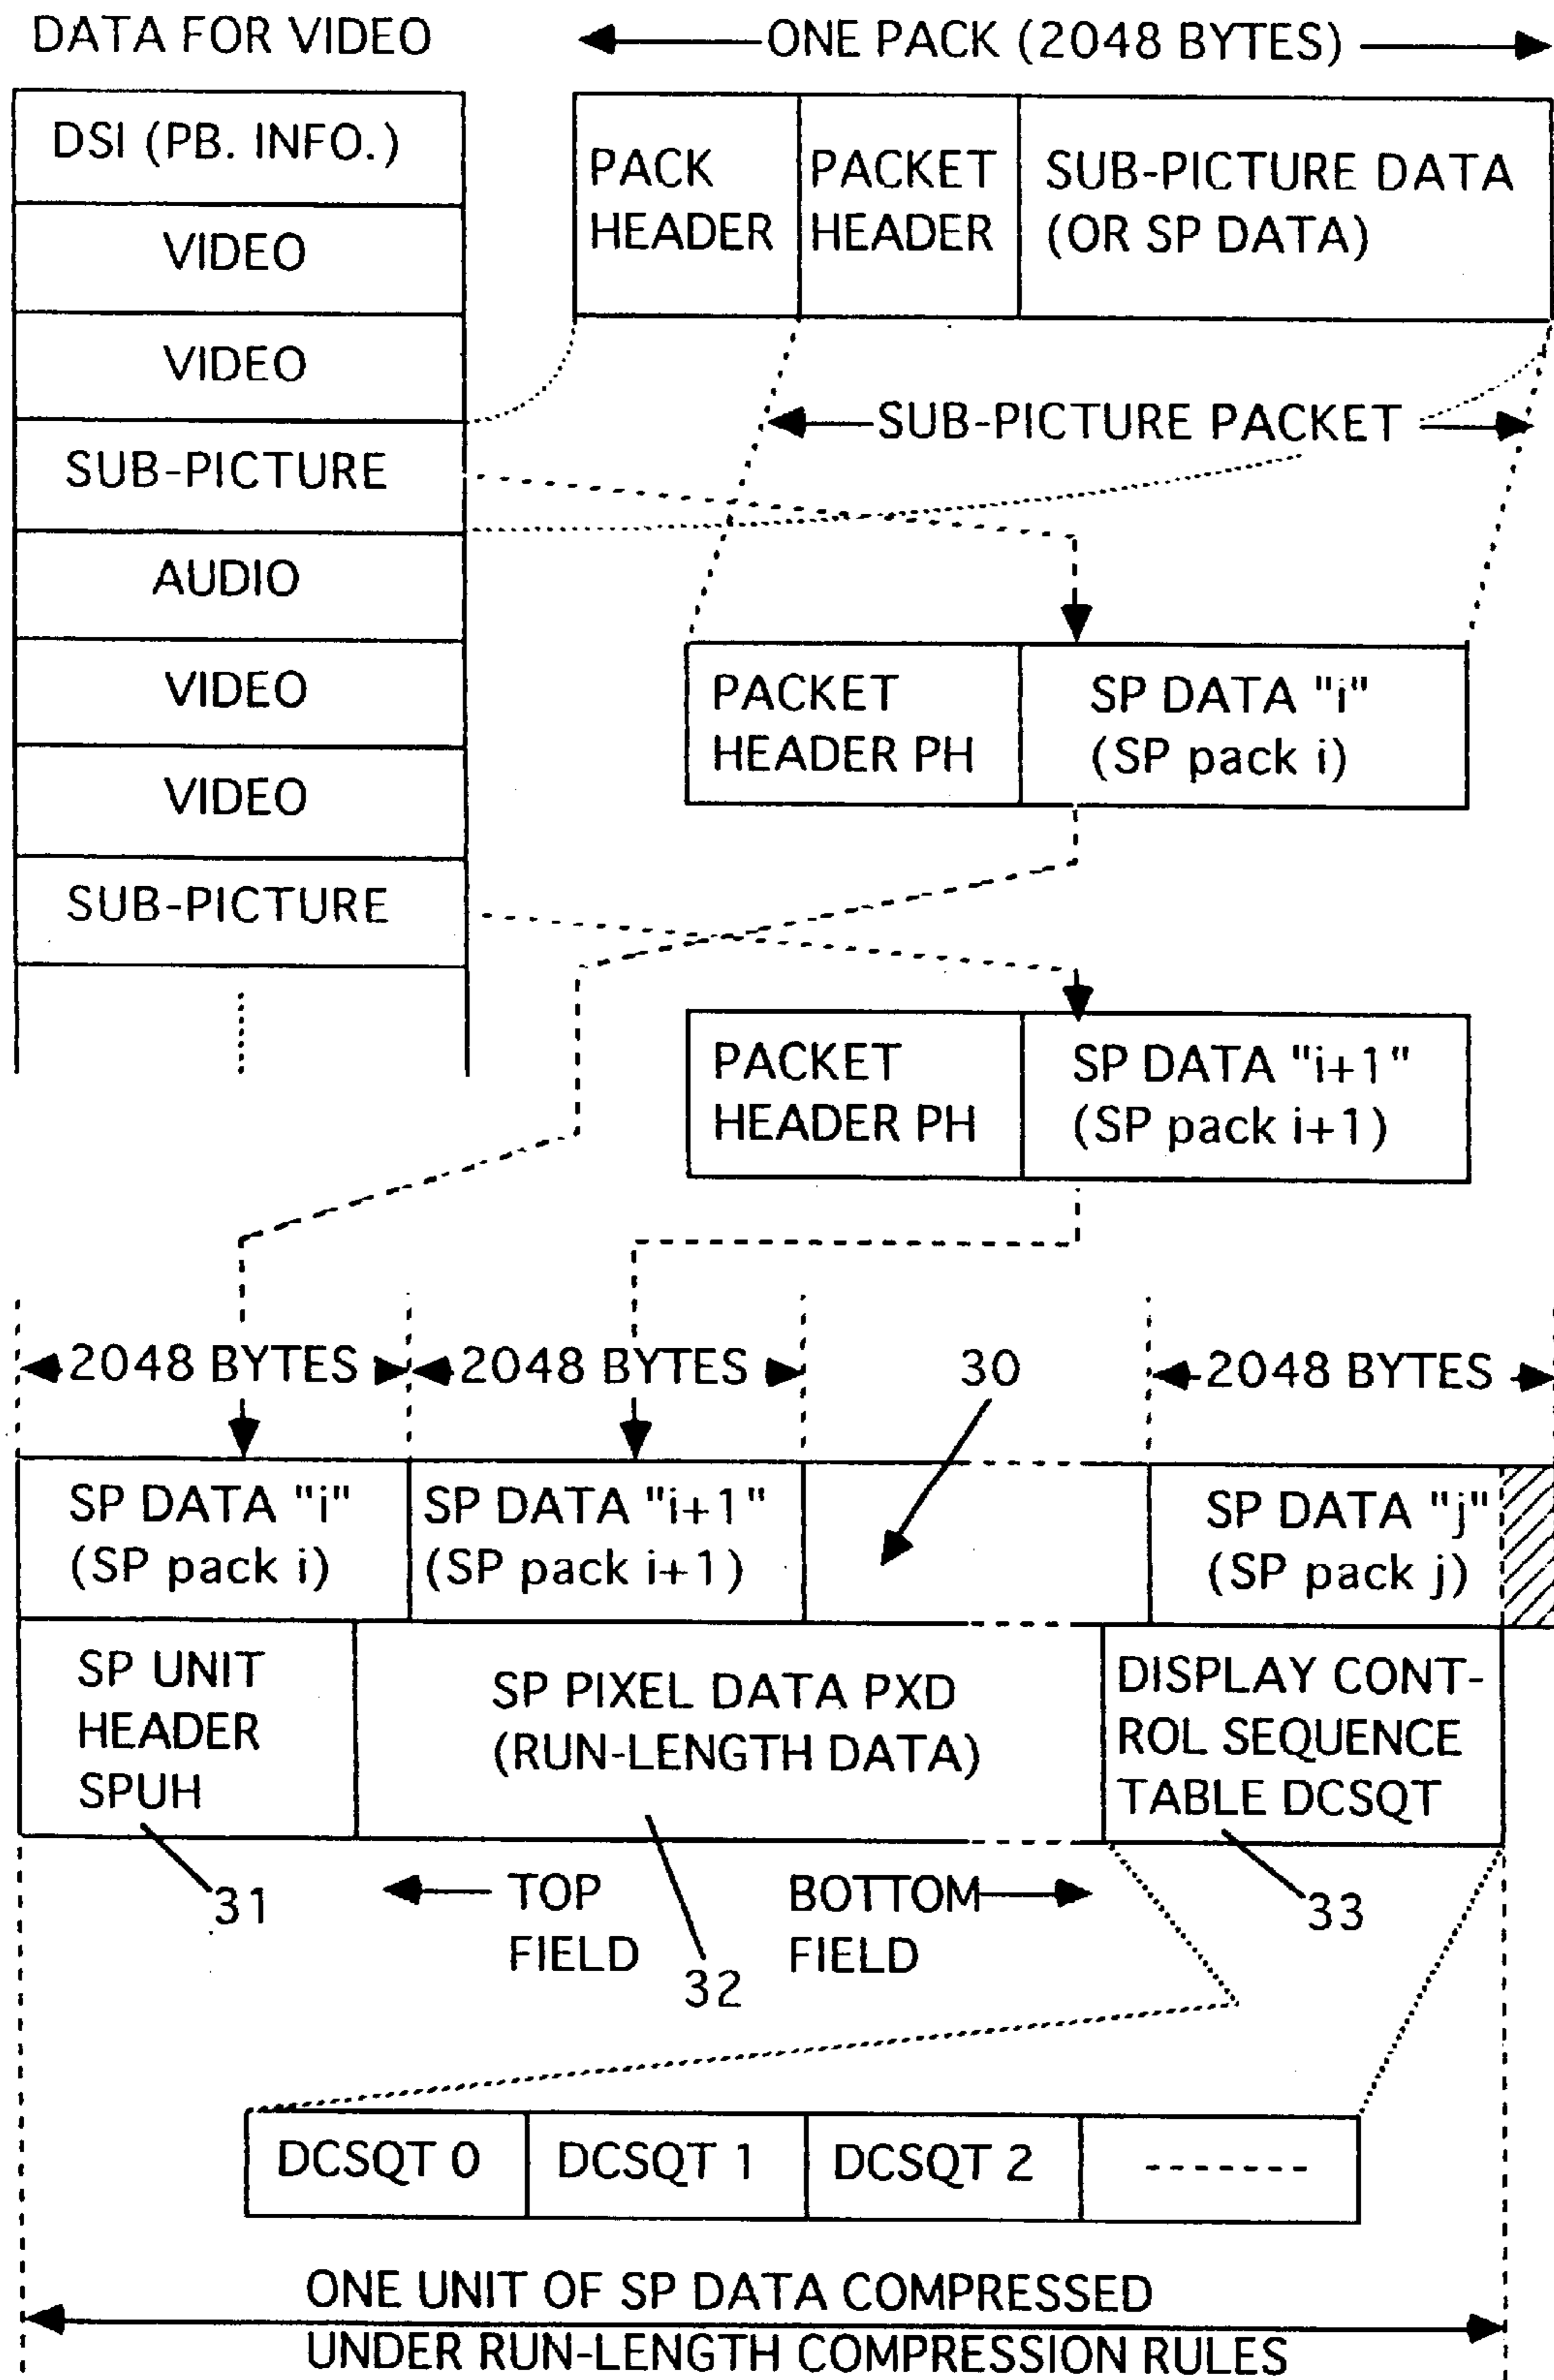 DATA FOR VIDEO
ONE PACK (2048 BYTES)
DSI (PB. INFO.)
VIDEO
VIDEO
SUB-PICTURE
AUDIO
VIDEO
VIDEO
SUB-PICTURE
PACK
HEADER
PACKET
HEADER
SUB-PICTURE DATA
(OR SP DATA)
SUB-PICTURE PACKET
PACKET
HEADER PH
SP DATA "i"
(SP pack i)
PACKET
HEADER PH
SP DATA "i+1"
(SP pack i+1)
2048 BYTES
2048 BYTES
30
2048 BYTES
SP DATA "i"
(SP pack i)
SP DATA "i+1"
(SP pack i+1)
SP DATA "j"
(SP pack j)
SP UNIT
HEADER
SPUH
SP PIXEL DATA PXD
(RUN-LENGTH DATA)
DISPLAY CONT-
ROL SEQUENCE
TABLE DCSQT
31
TOP
FIELD
32
BOTTOM
FIELD
33
DCSQT 0
DCSQT 1
DCSQT 2
ONE UNIT OF SP DATA COMPRESSED
UNDER RUN-LENGTH COMPRESSION RULES